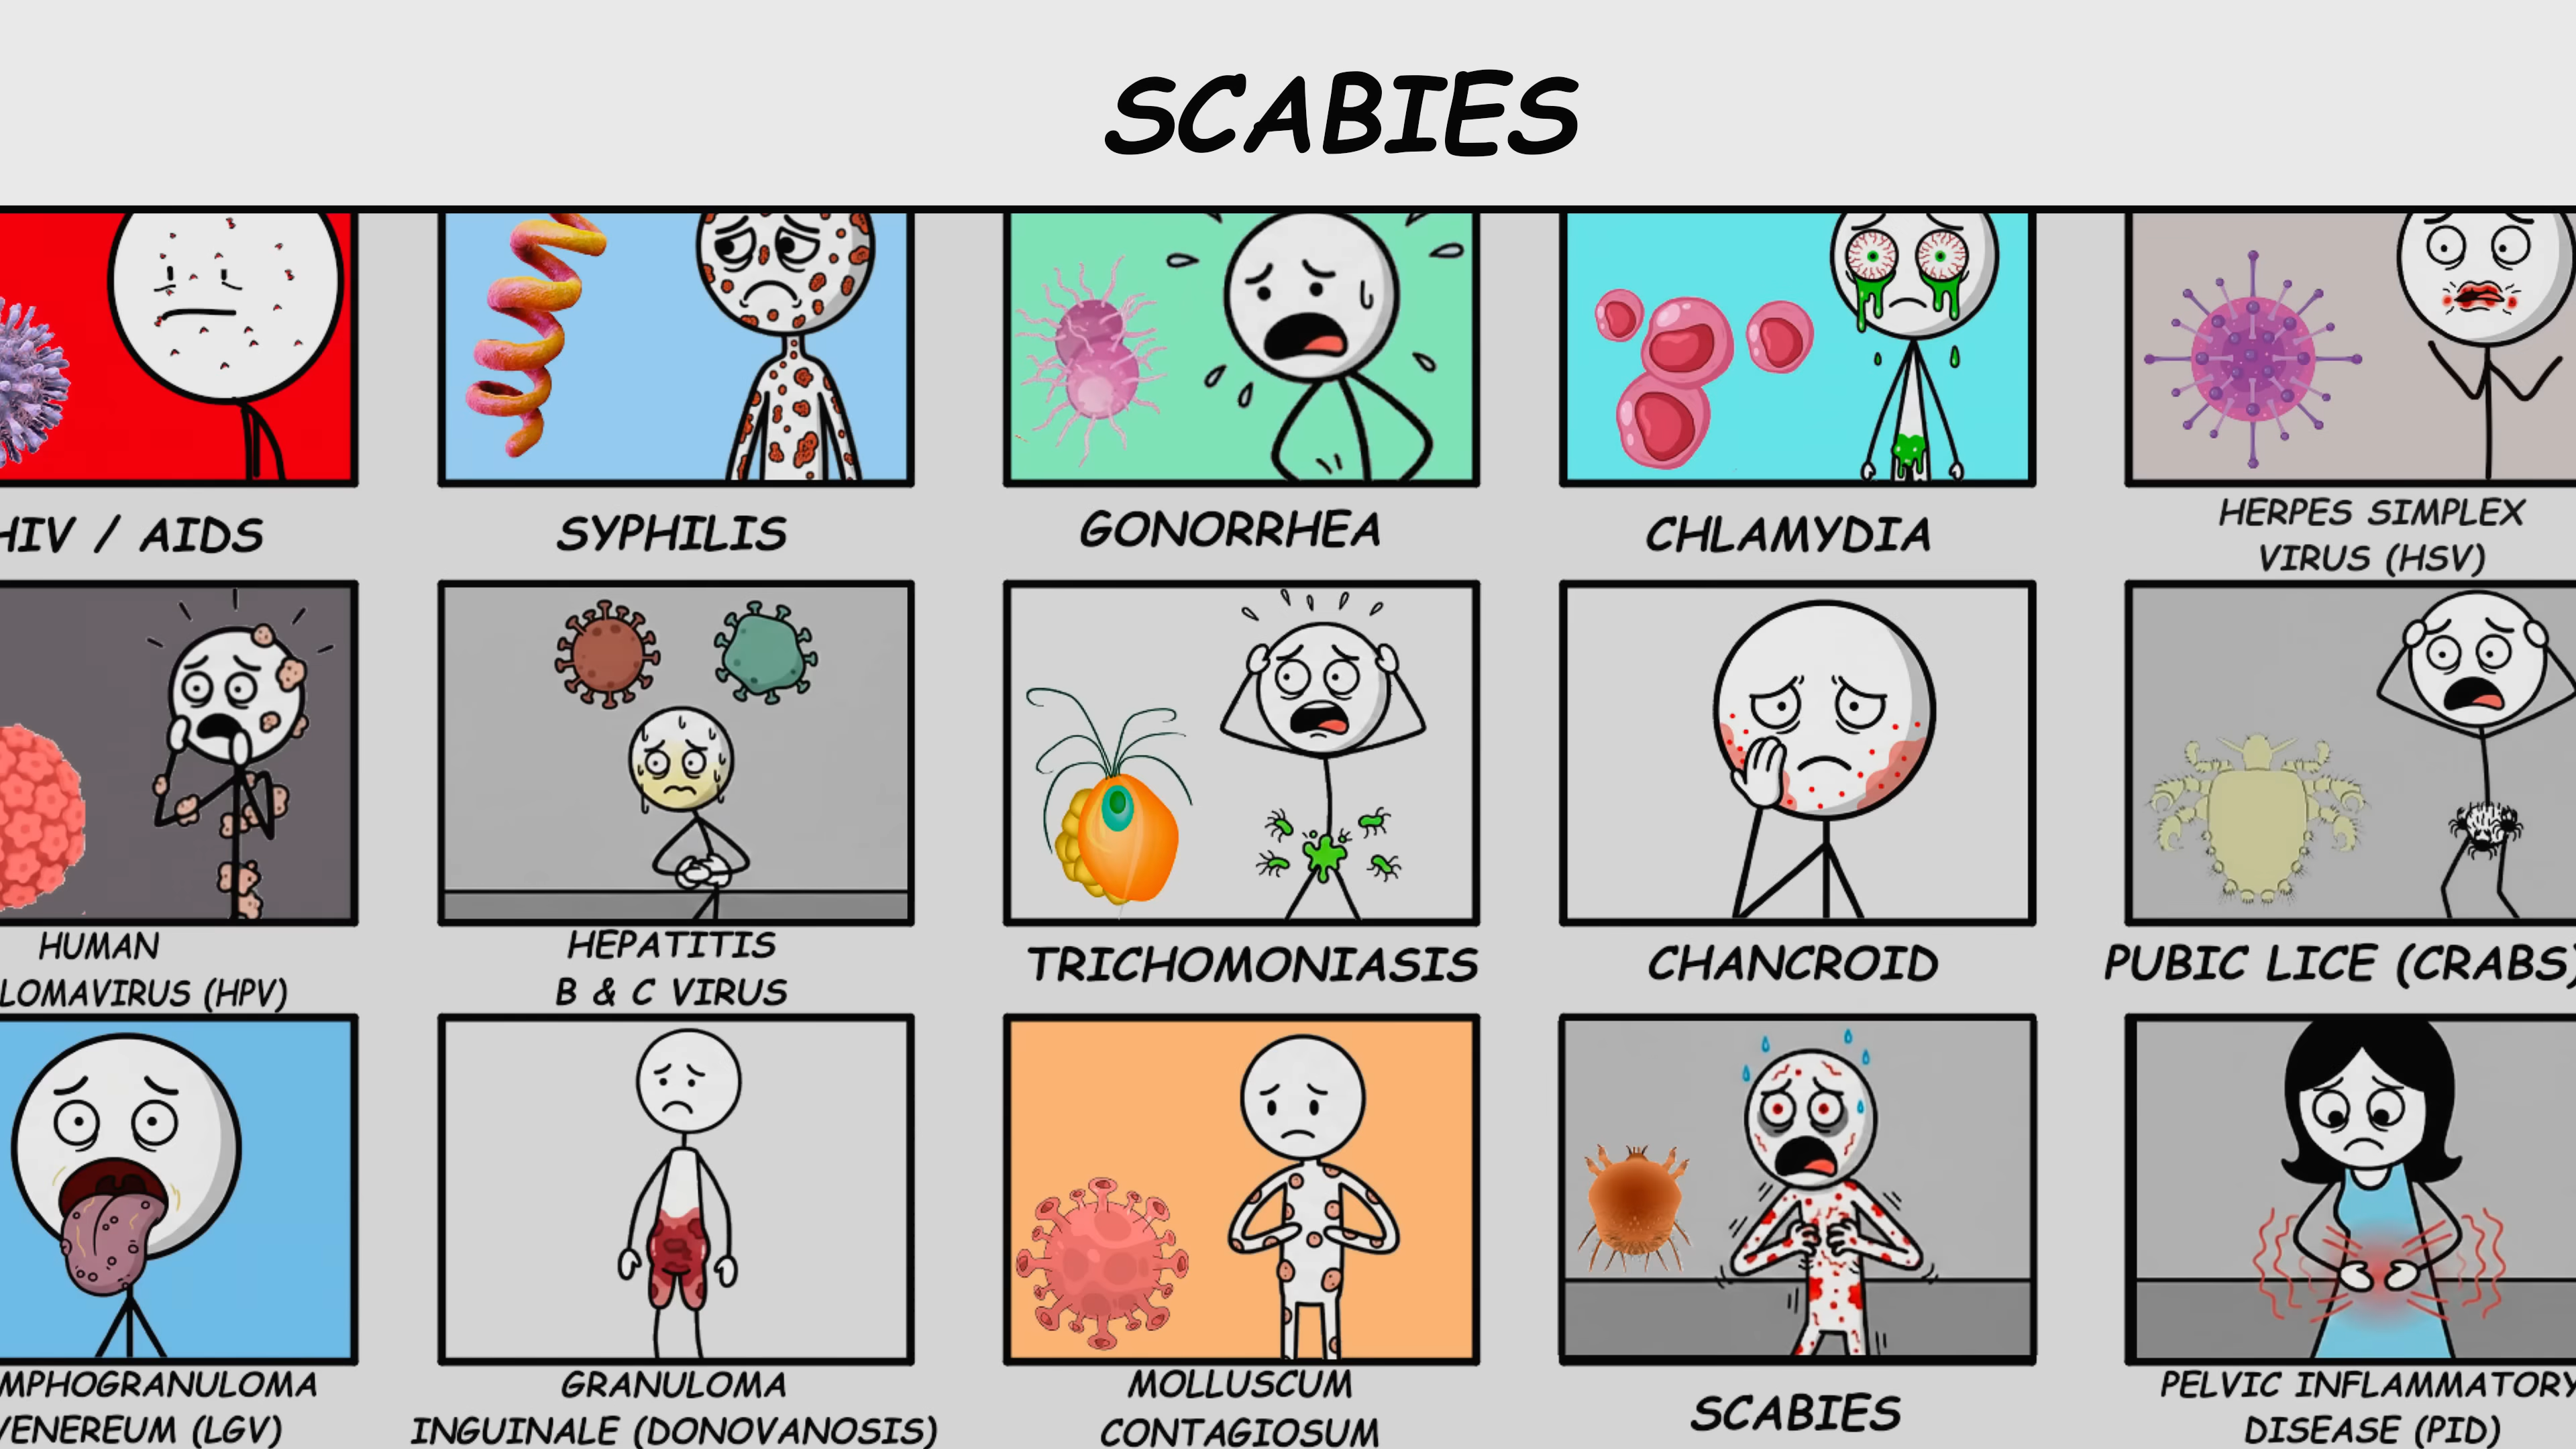 SCABIES
HIV / AIDS
SYPHILIS
GONORRHEA
CHLAMYDIA
HERPES SIMPLEX
VIRUS (HSV)
HUMAN
LOMAVIRUS (HPV)
HEPATITIS
B & C VIRUS
TRICHOMONIASIS
CHANCROID
PUBIC LICE (CRABS)
MPHOGRANULOMA
VENEREUM (LGV)
GRANULOMA
INGUINALE (DONOVANOSIS)
MOLLUSCUM
CONTAGIOSUM
SCABIES
PELVIC INFLAMMATORY
DISEASE (PID)